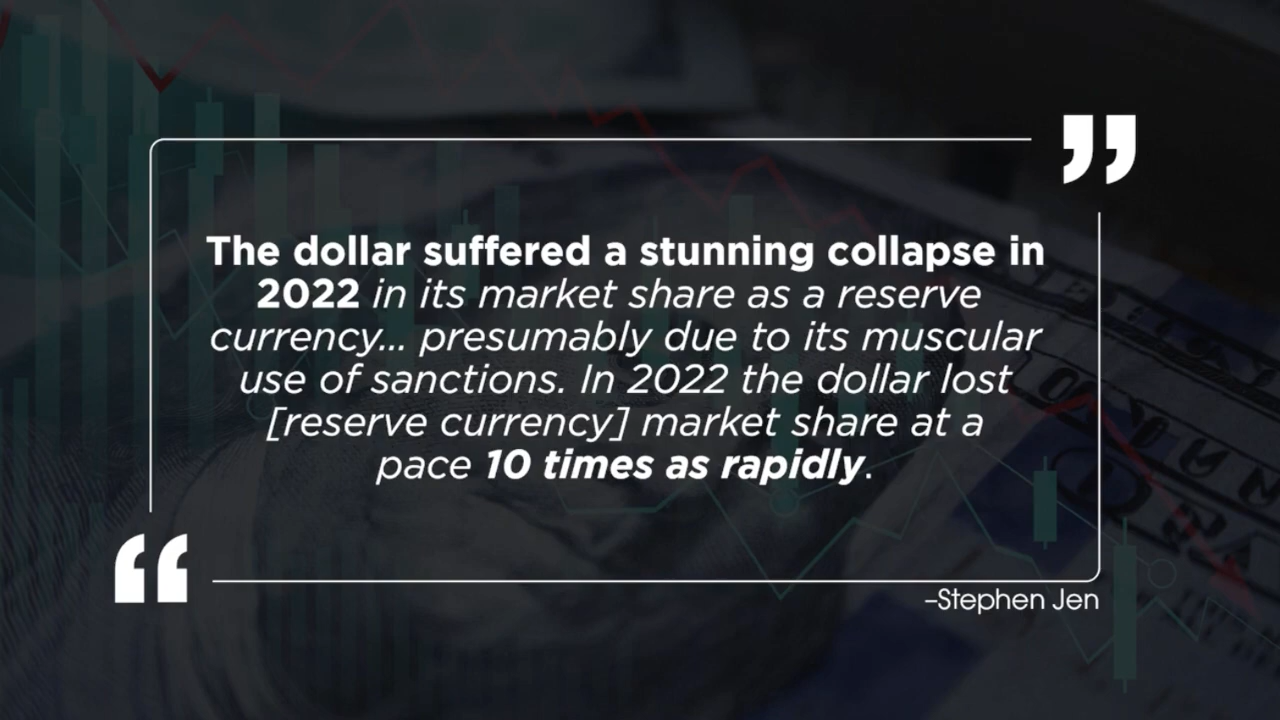 The dollar suffered a stunning collapse in
2022 in its market share as a reserve
currency... presumably due to its muscular
use of sanctions. In 2022 the dollar lost
[reserve currency] market share at a
pace 10 times as rapidly.
–Stephen Jen